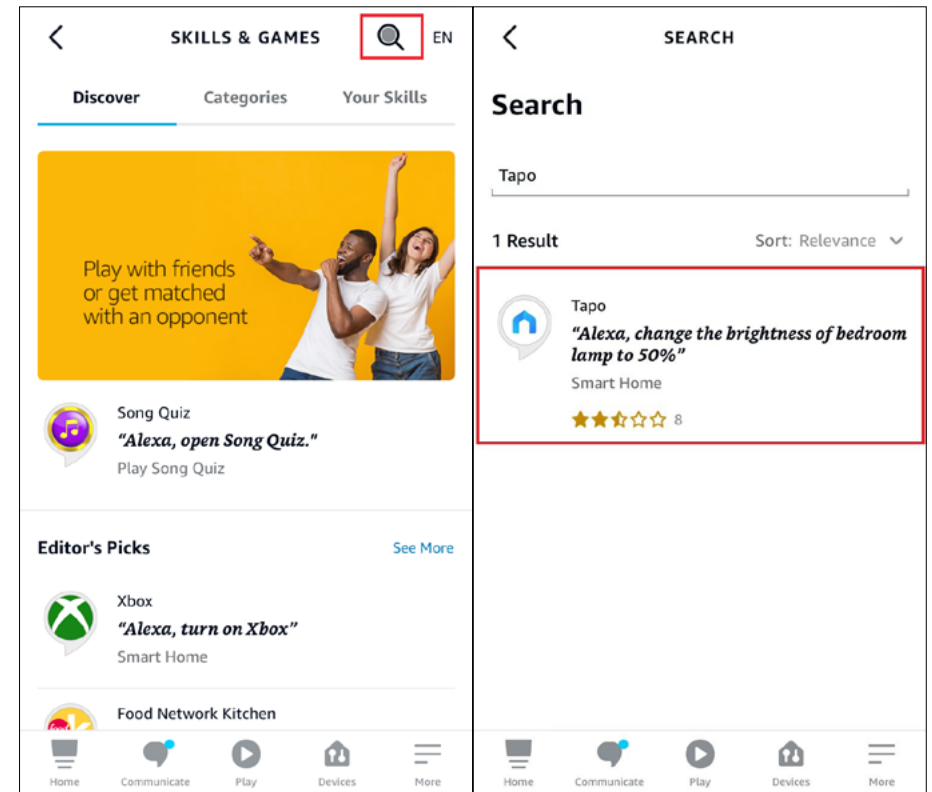 SKILLS & GAMES
EN
Discover
Categories
Your Skills
Play with friends
or get matched
with an opponent
Song Quiz
“Alexa, open Song Quiz."
Play Song Quiz
Editor's Picks
See More
Xbox
“Alexa, turn on Xbox”
Smart Home
Food Network Kitchen
food
Home
Communicate
Play
Devices
More
SEARCH
Search
Tapo
1 Result
Sort: Relevance
Tapo
“Alexa, change the brightness of bedroom
lamp to 50%”
Smart Home
8
Home
Communicate
Play
Devices
More